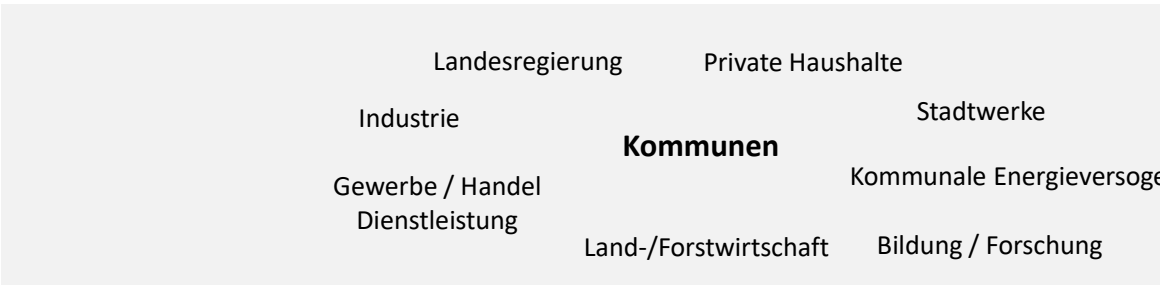 Landesregierung
Private Haushalte
Industrie
Stadtwerke
Kommunen
Kommunale Energieversoge
Gewerbe / Handel
Dienstleistung
Land-/Forstwirtschaft
Bildung / Forschung